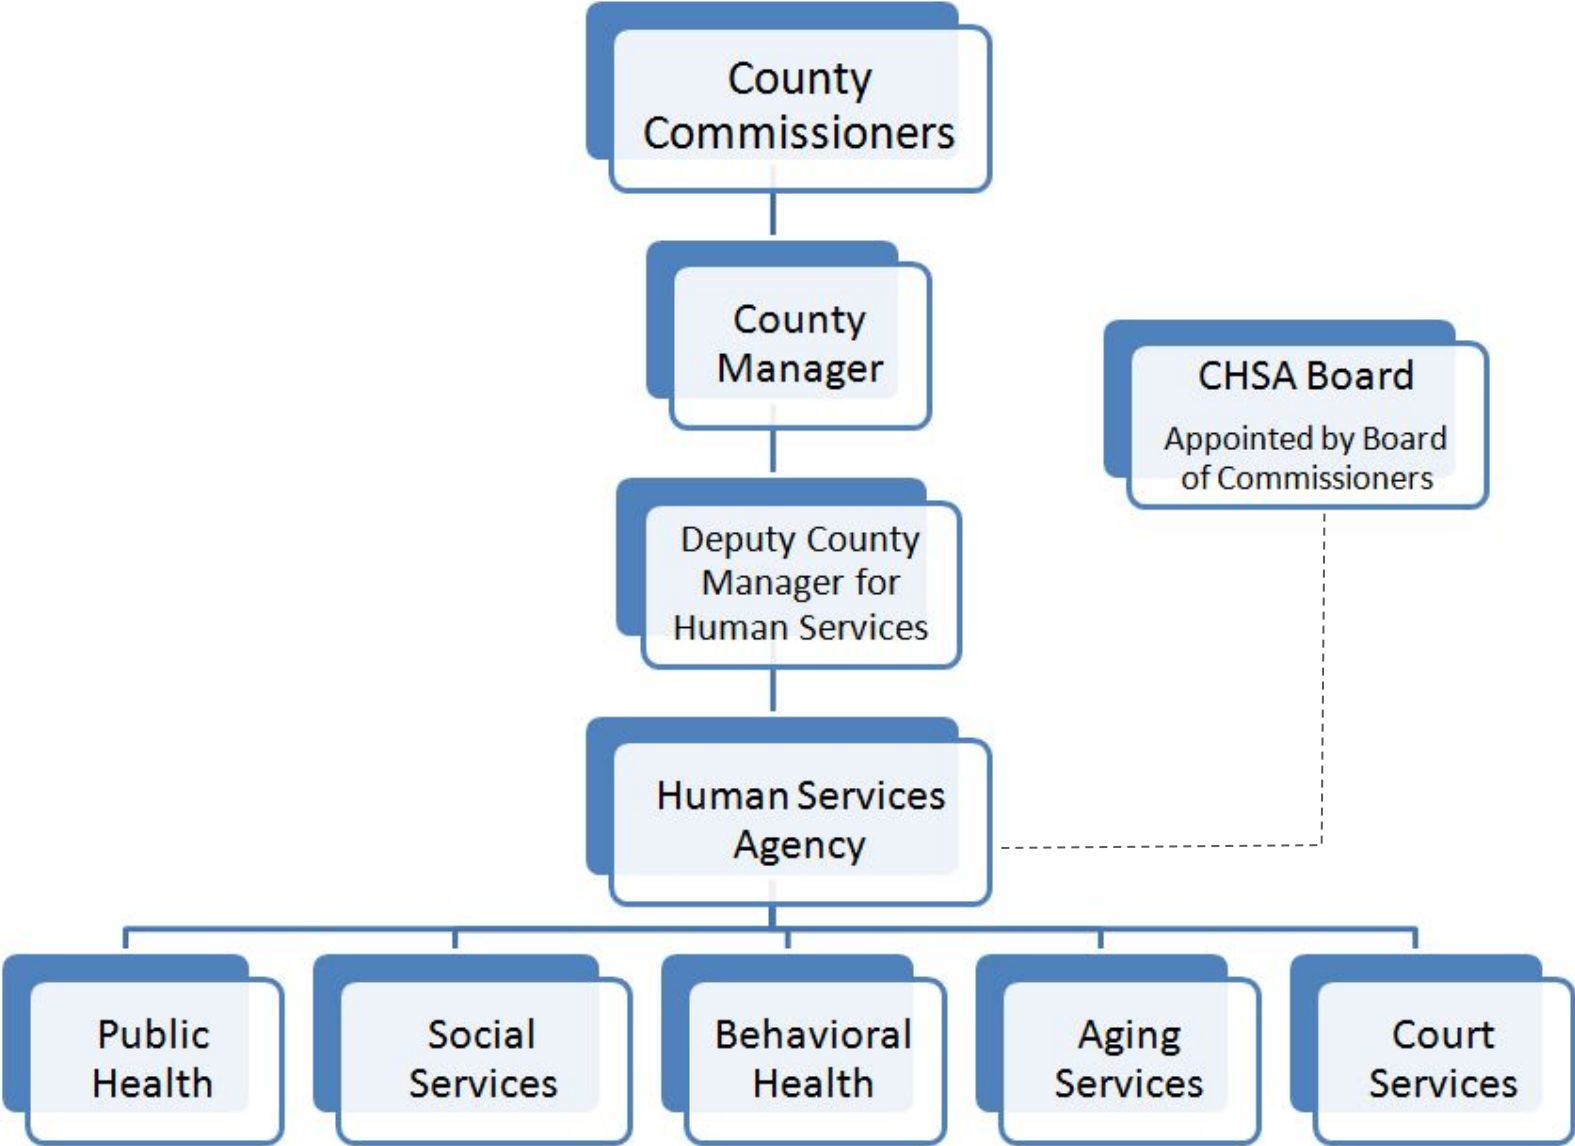 County
Commissioners
County
Manager
CHSA Board
Appointed by Board
of Commissioners
Deputy County
Manager for
Human Services
Human Services
Agency
Public
Health
Social
Services
Behavioral
Health
Aging
Services
Court
Services